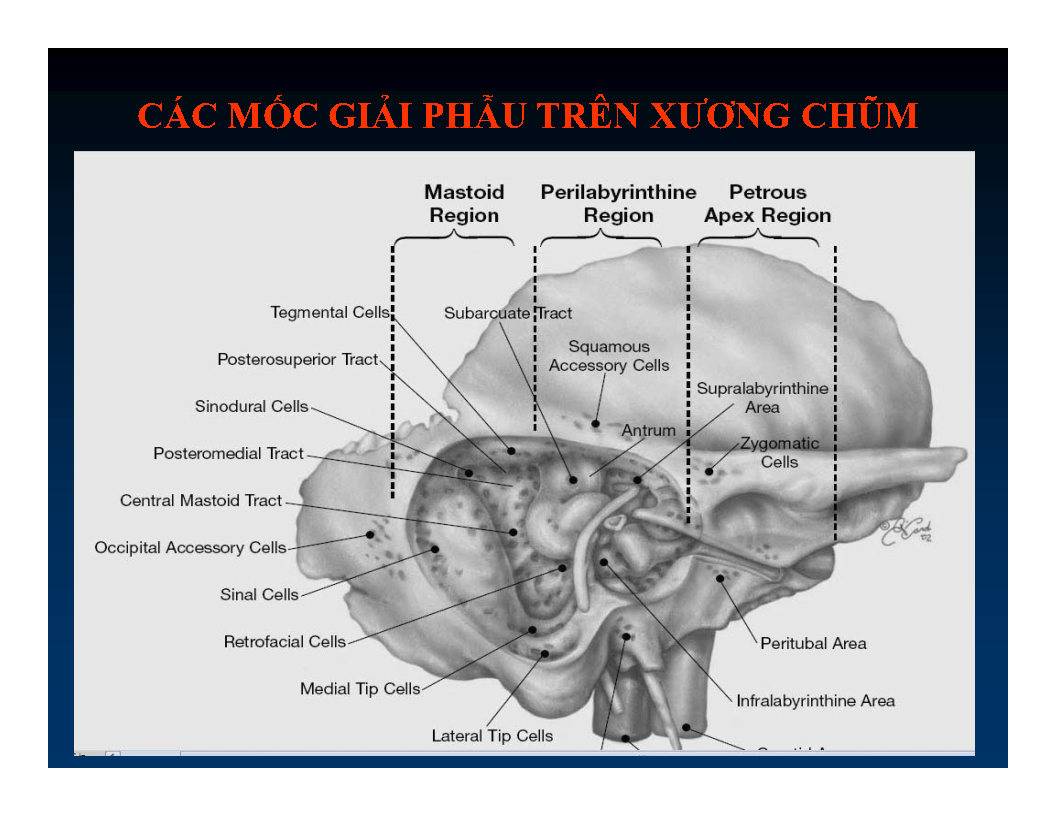 CÁC MỐC GIẢI PHẪU TRÊN XƯƠNG CHŨM
Mastoid
Region
Perilabyrinthine
Region
Petrous
Apex Region
Tegmental Cells
Subarcuate Tract
Posterosuperior Tract
Squamous
Accessory Cells
Supralabyrinthine
Area
Sinodural Cells
Antrum
Zygomatic
Cells
Posteromedial Tract
Central Mastoid Tract
Occipital Accessory Cells
Sinal Cells
Retrofacial Cells
Peritubal Area
Medial Tip Cells
Infralabyrinthine Area
Lateral Tip Cells